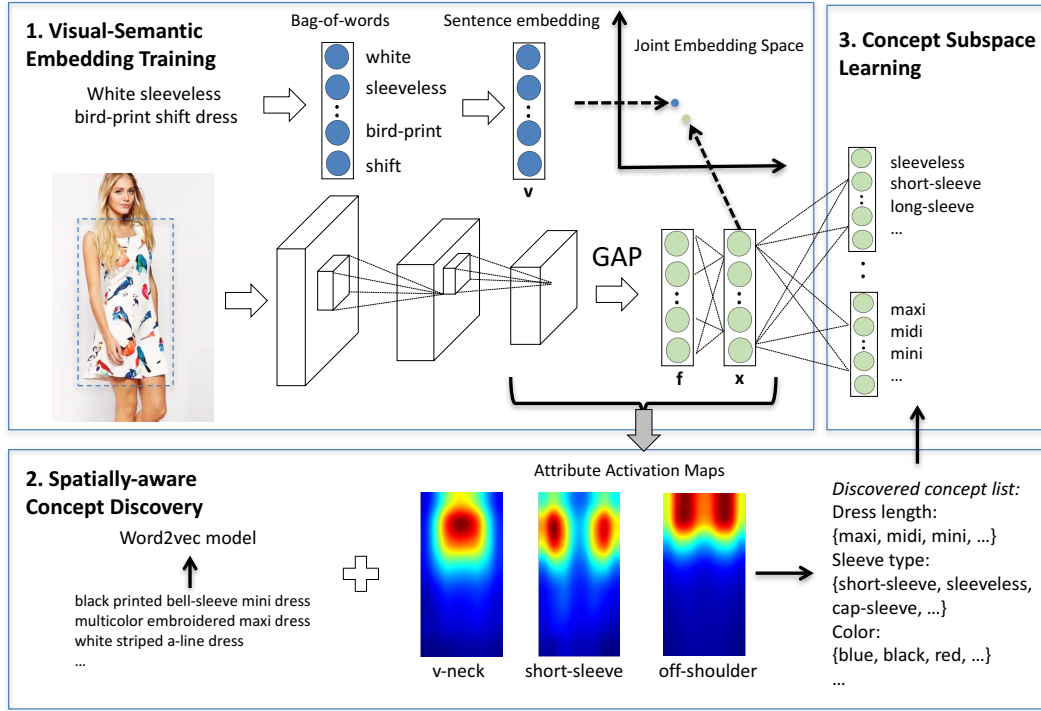 1. Visual-Semantic
Embedding Training
White sleeveless
bird-print shift dress
Bag-of-words
white
sleeveless
bird-print
shift
Sentence embedding
v
Joint Embedding Space
GAP
f
x
3. Concept Subspace
Learning
sleeveless
short-sleeve
long-sleeve
…
maxi
midi
mini
…
2. Spatially-aware
Concept Discovery
Word2vec model
black printed bell-sleeve mini dress
multicolor embroidered maxi dress
white striped a-line dress
…
Attribute Activation Maps
v-neck
short-sleeve
off-shoulder
Discovered concept list:
Dress length:
{maxi, midi, mini, …}
Sleeve type:
{short-sleeve, sleeveless,
cap-sleeve, …}
Color:
{blue, black, red, …}
…